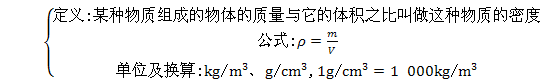 定义:某种物质组成的物体的质量与它的体积之比叫做这种物质的密度
公式:ρ=m/V
单位及换算:kg/m³、g/cm³,1g/cm³=1 000kg/m³